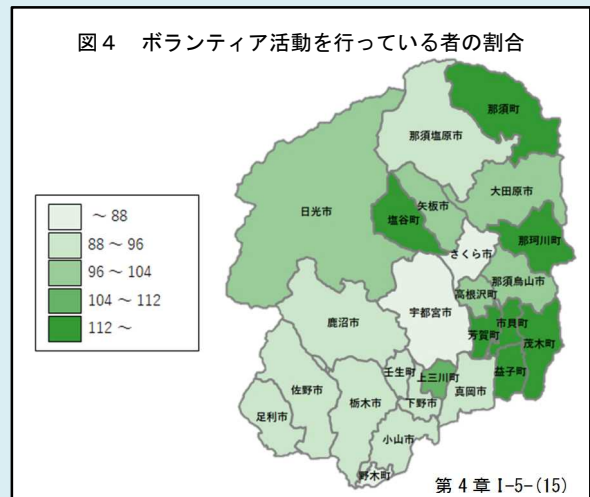 図４　ボランティア活動を行っている者の割合
那須町
那須塩原市
大田原市
日光市
矢板市
塩谷町
那珂川町
さくら市
那須烏山市
高根沢町
宇都宮市
市貝町
芳賀町
茂木町
鹿沼市
益子町
上三川町
壬生町
真岡市
下野市
佐野市
栃木市
足利市
小山市
野木町
～ 88
88 ～ 96
96 ～ 104
104 ～ 112
112 ～
第４章Ⅰ-5-(15)